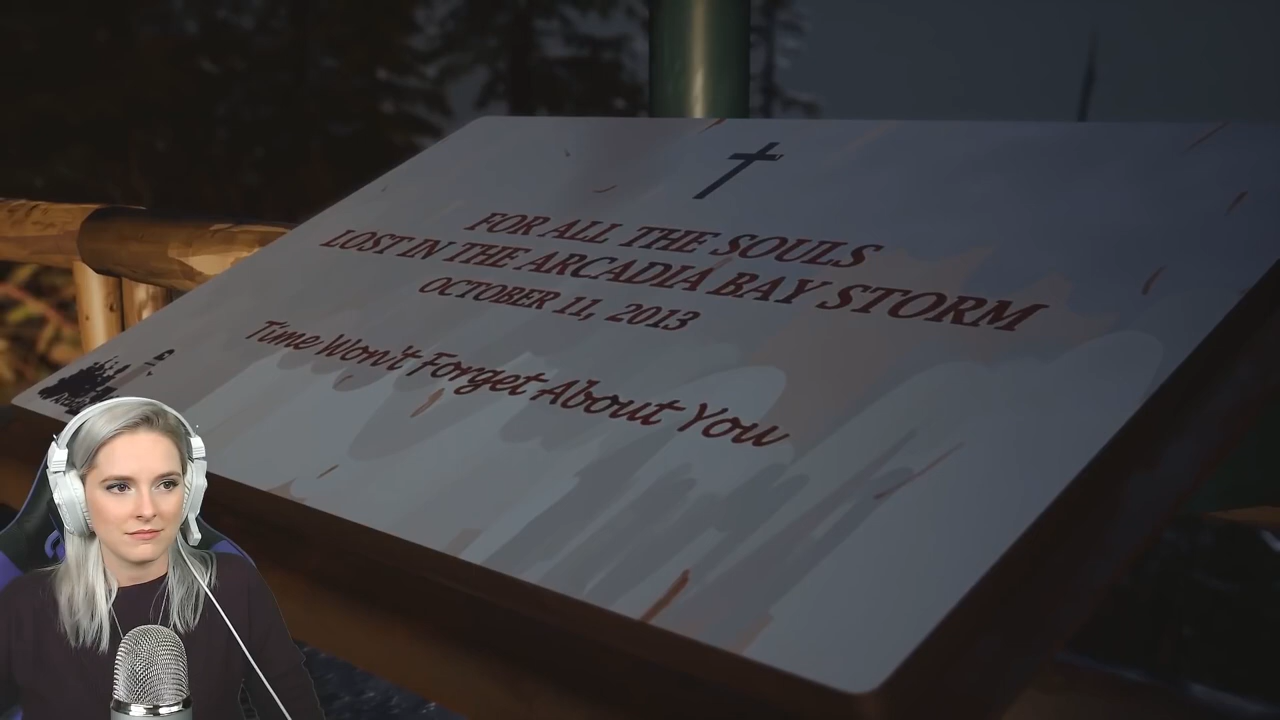 FOR ALL THE SOULS
LOST IN THE ARCADIA BAY STORM
OCTOBER 11, 2013
Time Won't Forget About You